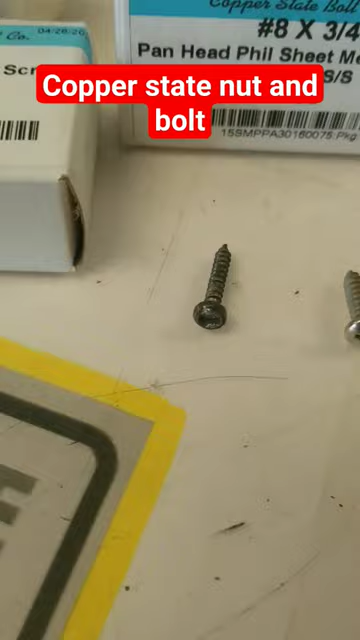 Copper State Bolt
Co. 04/26/20
#8 X 3/4
Pan Head Phil Sheet Me
Scr
S/S
Copper state nut and
bolt
15SMPPA30160075.Pkg